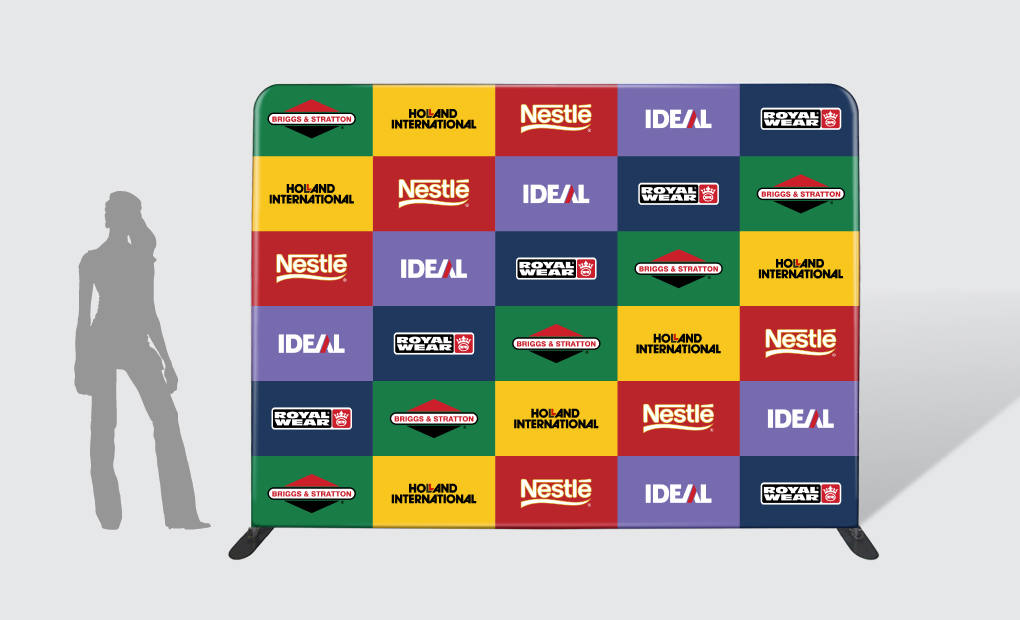 BRIGGS & STRATTON HOLLAND INTERNATIONAL Nestlé IDEAL ROYAL WEAR
HOLLAND INTERNATIONAL Nestlé IDEAL ROYAL WEAR BRIGGS & STRATTON
Nestlé IDEAL ROYAL WEAR BRIGGS & STRATTON HOLLAND INTERNATIONAL
IDEAL ROYAL WEAR BRIGGS & STRATTON HOLLAND INTERNATIONAL Nestlé
ROYAL WEAR BRIGGS & STRATTON HOLLAND INTERNATIONAL Nestlé IDEAL
BRIGGS & STRATTON HOLLAND INTERNATIONAL Nestlé IDEAL ROYAL WEAR